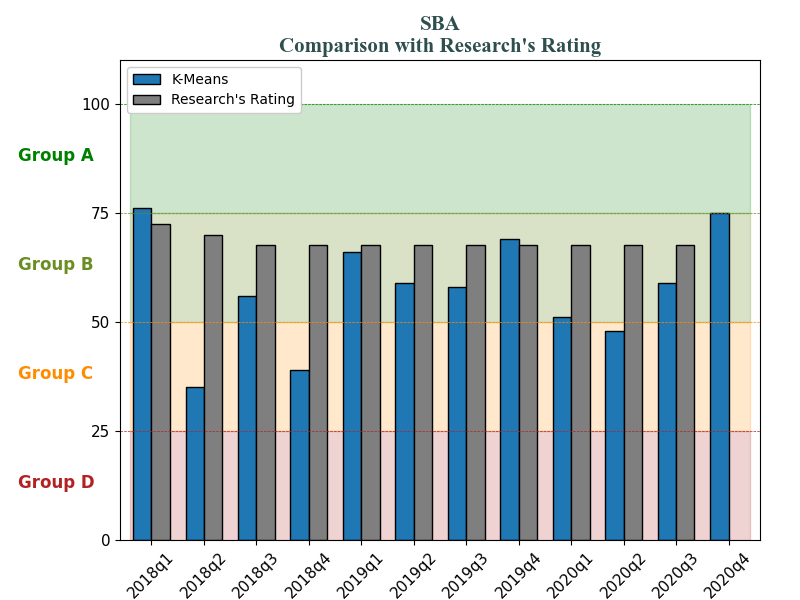 SBA
Comparison with Research's Rating
K-Means
Research's Rating
100
Group A
75
Group B
50
Group C
25
Group D
0
2018q1
2018q2
2018q3
2018q4
2019q1
2019q2
2019q3
2019q4
2020q1
2020q2
2020q3
2020q4